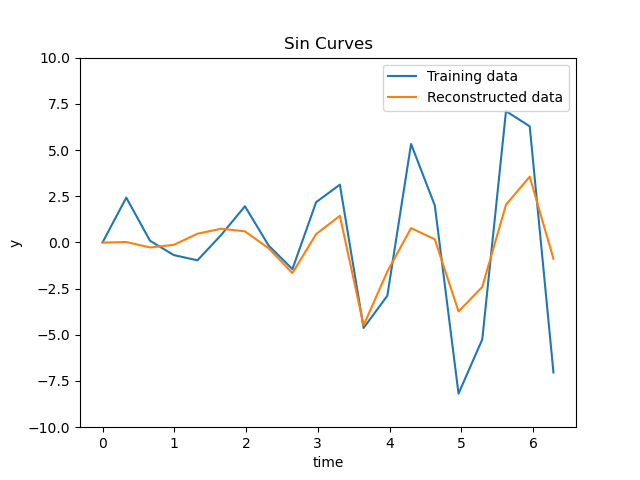 Sin Curves
Training data
Reconstructed data
10.0
7.5
5.0
2.5
0.0
−2.5
−5.0
−7.5
−10.0
y
0 1 2 3 4 5 6
time